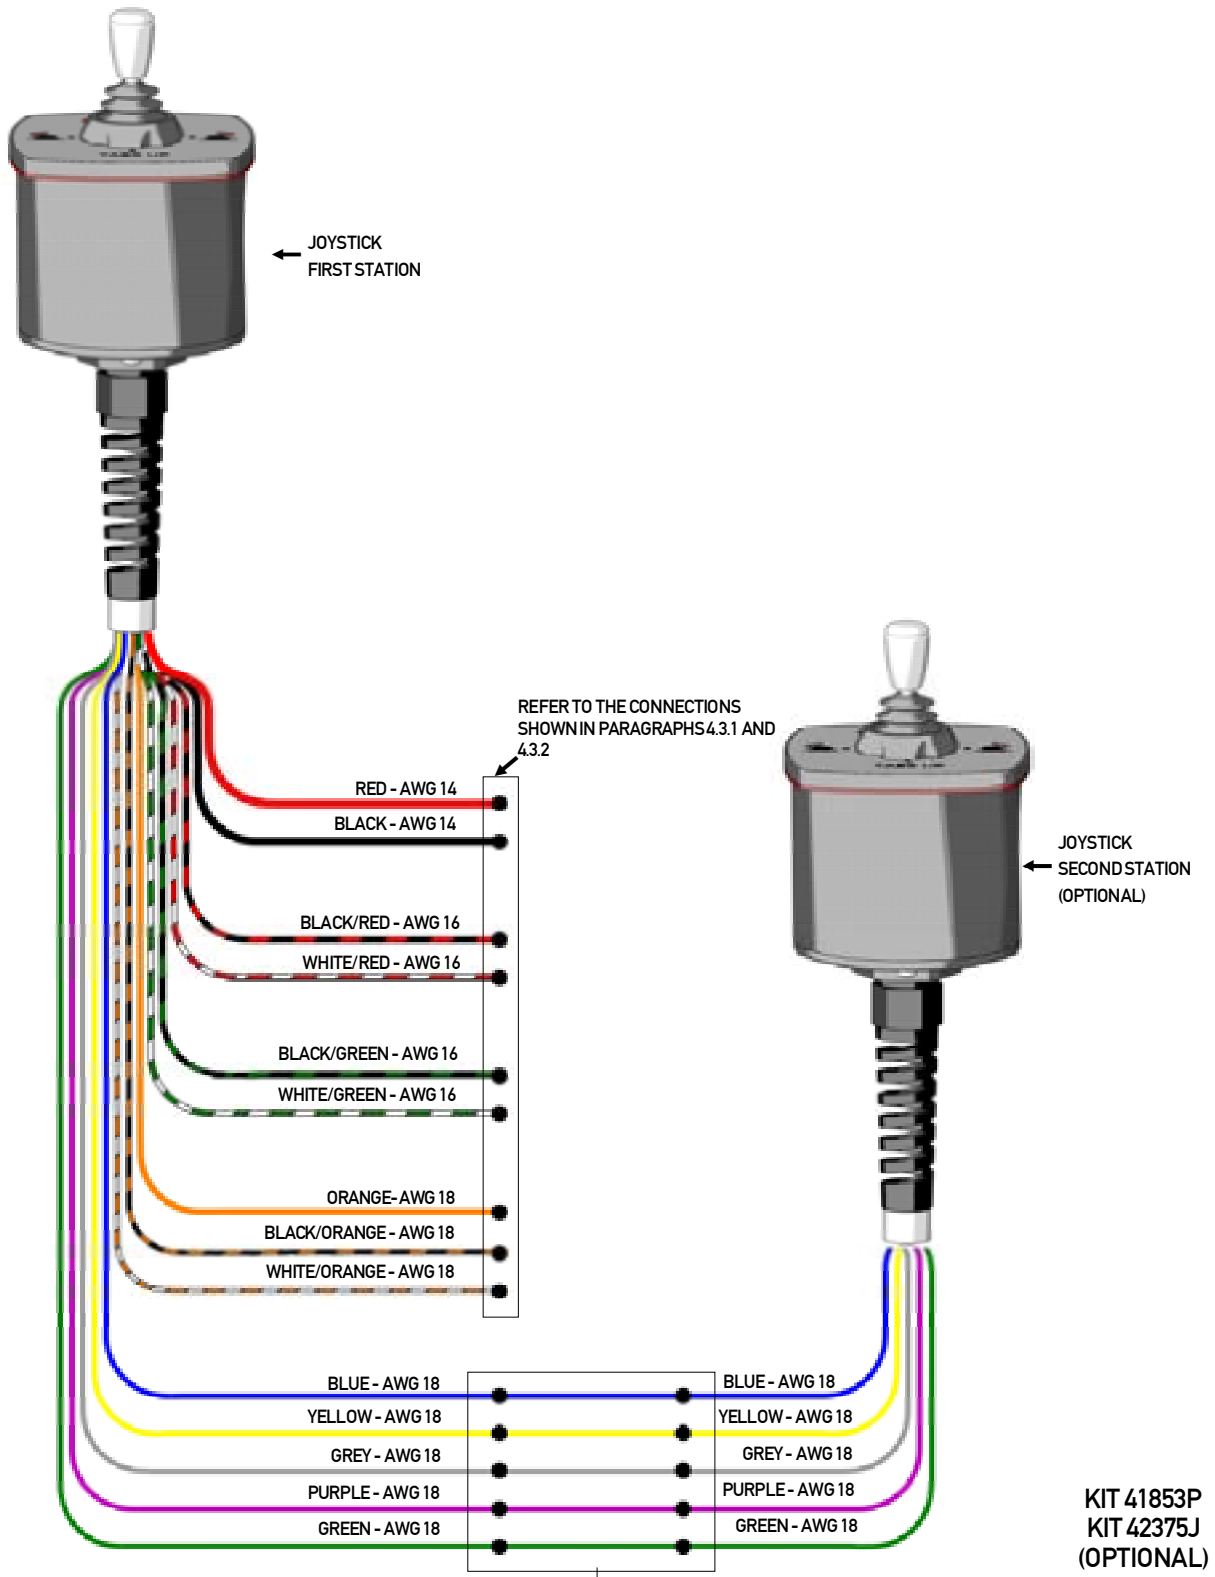 JOYSTICK
FIRST STATION
REFER TO THE CONNECTIONS
SHOWN IN PARAGRAPHS 4.3.1 AND
4.3.2
RED - AWG 14
BLACK - AWG 14
BLACK/RED - AWG 16
WHITE/RED - AWG 16
BLACK/GREEN - AWG 16
WHITE/GREEN - AWG 16
ORANGE- AWG 18
BLACK/ORANGE - AWG 18
WHITE/ORANGE - AWG 18
JOYSTICK
SECOND STATION
(OPTIONAL)
BLUE - AWG 18
YELLOW - AWG 18
GREY - AWG 18
PURPLE - AWG 18
GREEN - AWG 18
BLUE - AWG 18
YELLOW - AWG 18
GREY - AWG 18
PURPLE - AWG 18
GREEN - AWG 18
KIT 41853P
KIT 42375J
(OPTIONAL)